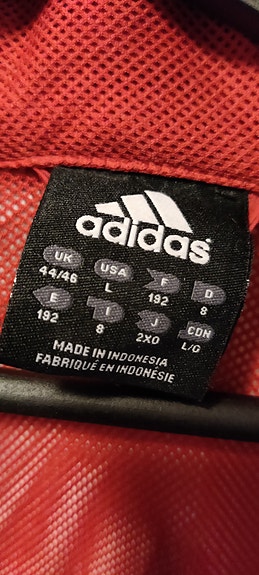 adidas
UK USA F D
44/46 L 192 8
E I J CDN
192 8 2XO L/G
MADE IN INDONESIA
FABRIQUÉ EN INDONÉSIE